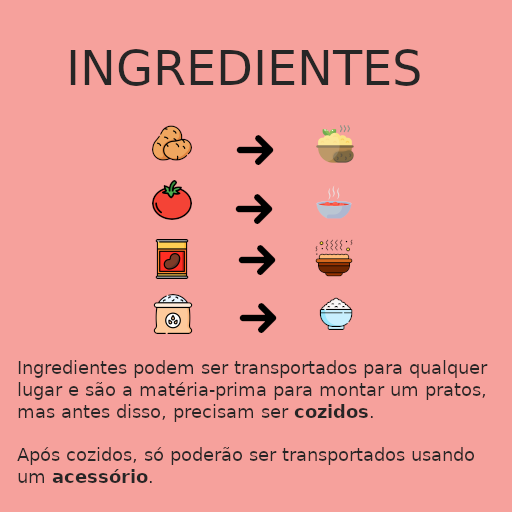 INGREDIENTES
Ingredientes podem ser transportados para qualquer
lugar e são a matéria-prima para montar um pratos,
mas antes disso, precisam ser cozidos.
Após cozidos, só poderão ser transportados usando
um acessório.